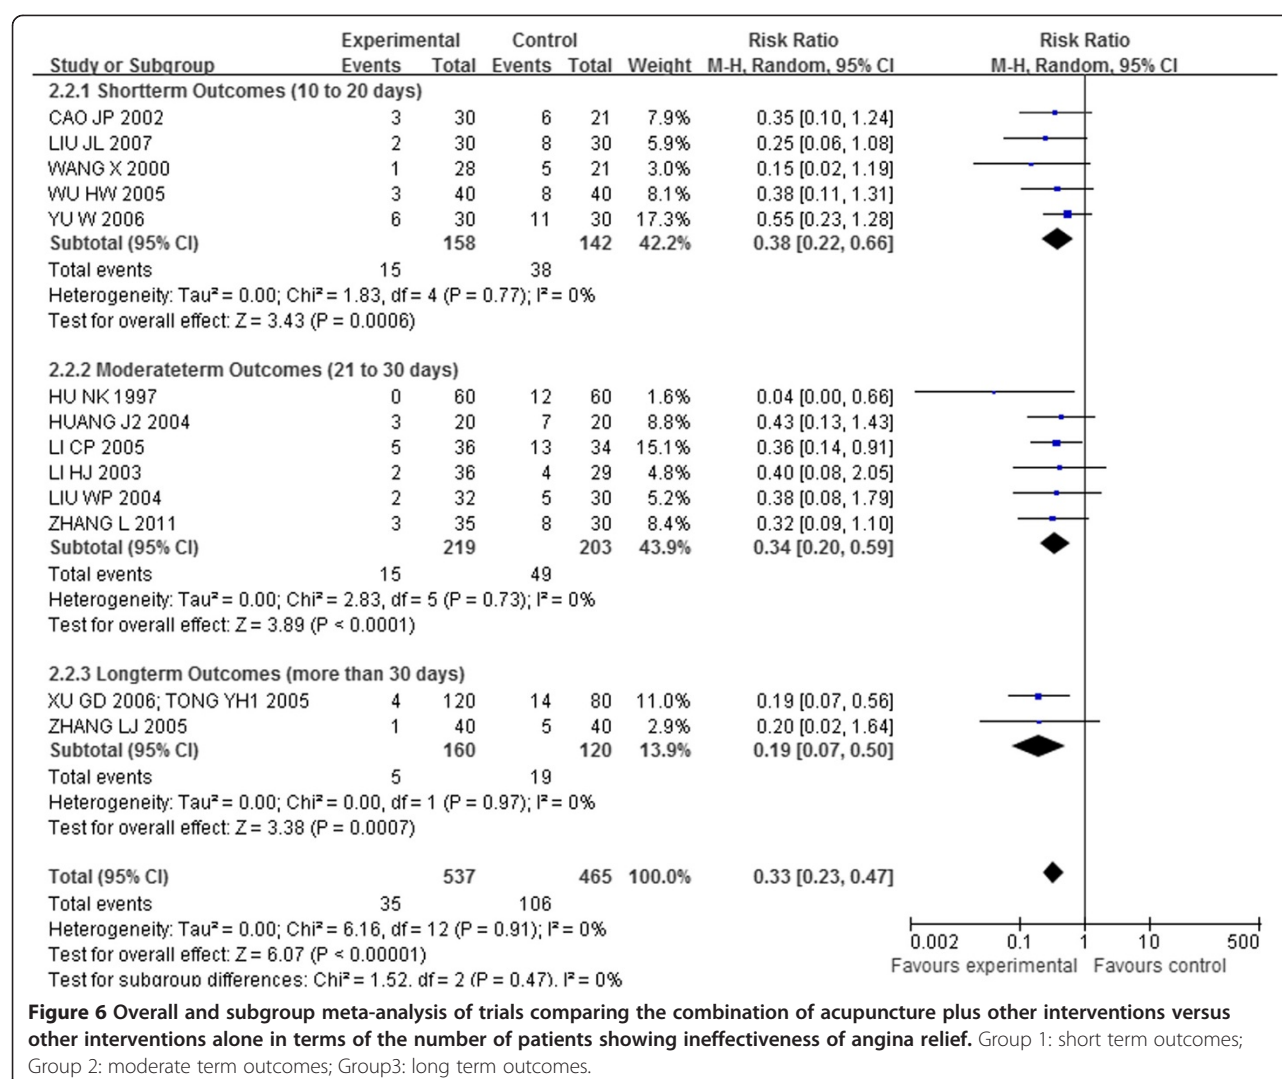 Experimental Control Risk Ratio Risk Ratio
Study or Subgroup Events Total Events Total Weight M-H, Random, 95% CI M-H, Random, 95% CI
2.2.1 Shortterm Outcomes (10 to 20 days)
CAO JP 2002 3 30 6 21 7.9% 0.35 [0.10, 1.24]
LIU JL 2007 2 30 8 30 5.9% 0.25 [0.06, 1.08]
WANG X 2000 1 28 5 21 3.0% 0.15 [0.02, 1.19]
WU HW 2005 3 40 8 40 8.1% 0.38 [0.11, 1.31]
YU W 2006 6 30 11 30 17.3% 0.55 [0.23, 1.28]
Subtotal (95% CI) 158 142 42.2% 0.38 [0.22, 0.66]
Total events 15 38
Heterogeneity: Tau² = 0.00; Chi² = 1.83, df = 4 (P = 0.77); I² = 0%
Test for overall effect: Z = 3.43 (P = 0.0006)
2.2.2 Moderateterm Outcomes (21 to 30 days)
HU NK 1997 0 60 12 60 1.6% 0.04 [0.00, 0.66]
HUANG J2 2004 3 20 7 20 8.8% 0.43 [0.13, 1.43]
LI CP 2005 5 36 13 34 15.1% 0.36 [0.14, 0.91]
LI HJ 2003 2 36 4 29 4.8% 0.40 [0.08, 2.05]
LIU WP 2004 2 32 5 30 5.2% 0.38 [0.08, 1.79]
ZHANG L 2011 3 35 8 30 8.4% 0.32 [0.09, 1.10]
Subtotal (95% CI) 219 203 43.9% 0.34 [0.20, 0.59]
Total events 15 49
Heterogeneity: Tau² = 0.00; Chi² = 2.83, df = 5 (P = 0.73); I² = 0%
Test for overall effect: Z = 3.89 (P < 0.0001)
2.2.3 Longterm Outcomes (more than 30 days)
XU GD 2006; TONG YH1 2005 4 120 14 80 11.0% 0.19 [0.07, 0.56]
ZHANG LJ 2005 1 40 5 40 2.9% 0.20 [0.02, 1.64]
Subtotal (95% CI) 160 120 13.9% 0.19 [0.07, 0.50]
Total events 5 19
Heterogeneity: Tau² = 0.00; Chi² = 0.00, df = 1 (P = 0.97); I² = 0%
Test for overall effect: Z = 3.38 (P = 0.0007)
Total (95% CI) 537 465 100.0% 0.33 [0.23, 0.47]
Total events 35 106
Heterogeneity: Tau² = 0.00; Chi² = 6.16, df = 12 (P = 0.91); I² = 0%
0.002 0.1 1 10 500
Test for overall effect: Z = 6.07 (P < 0.00001)
Favours experimental Favours control
Test for subgroup differences: Chi² = 1.52, df = 2 (P = 0.47), I² = 0%
Figure 6 Overall and subgroup meta-analysis of trials comparing the combination of acupuncture plus other interventions versus
other interventions alone in terms of the number of patients showing ineffectiveness of angina relief. Group 1: short term outcomes;
Group 2: moderate term outcomes; Group3: long term outcomes.